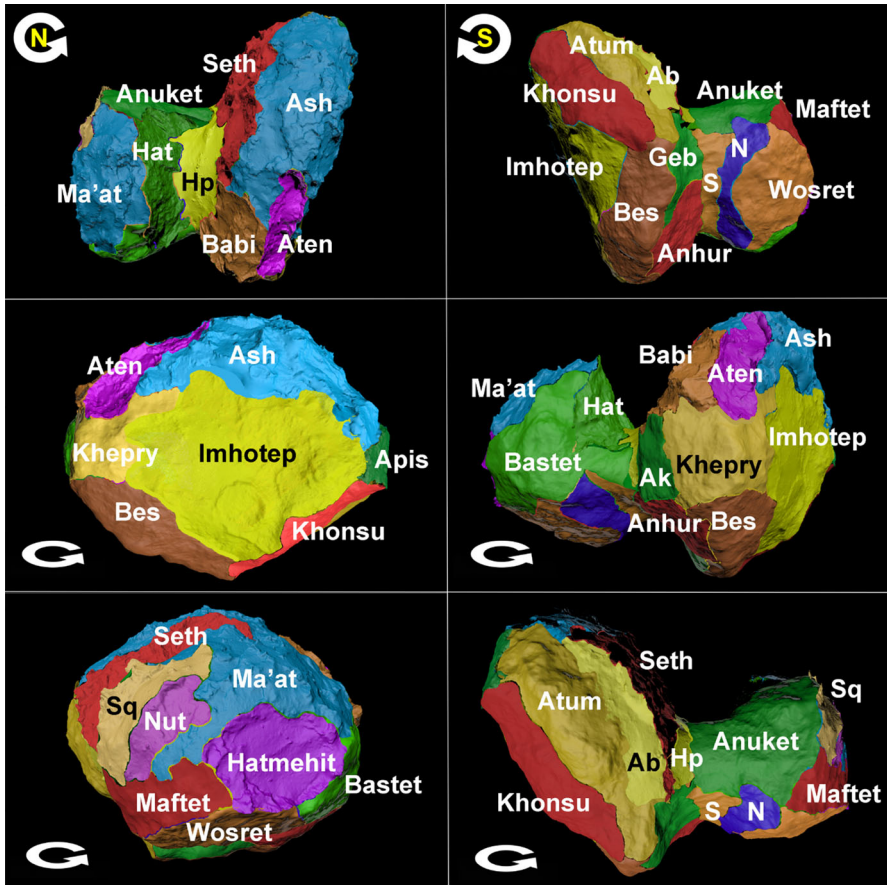 N
Seth
Ash
Anuket
Hat
Hp
Ma'at
Babi
Aten
S
Atum
Ab
Khonsu
Anuket
Maftet
Imhotep
Geb
N
S
Wosret
Bes
Anhur
Aten
Ash
Khepry
Imhotep
Apis
Bes
Khonsu
Babi
Ash
Aten
Ma'at
Hat
Imhotep
Bastet
Khepry
Ak
Anhur
Bes
Seth
Ma'at
Sq
Nut
Hatmehit
Bastet
Maftet
Wosret
Seth
Sq
Atum
Anuket
Hp
Ab
Maftet
Khonsu
S
N